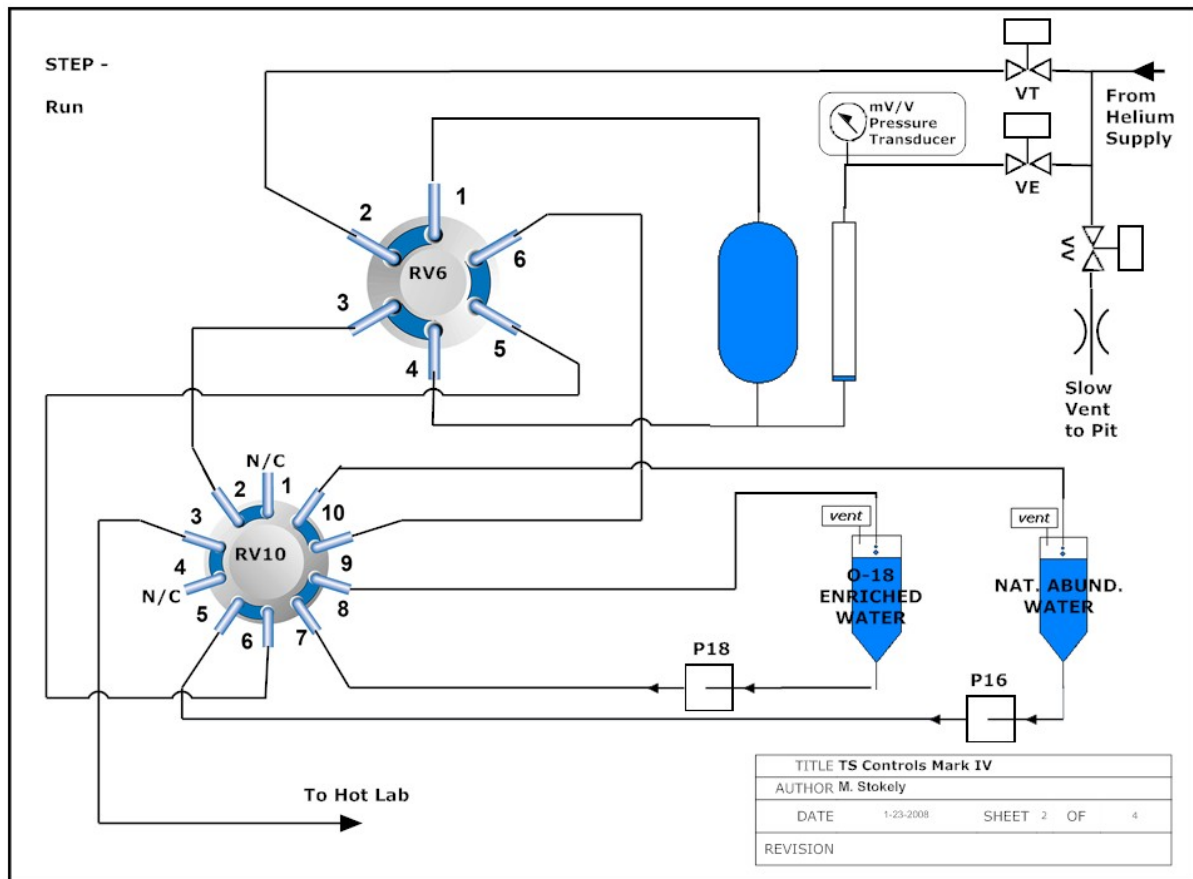 STEP -
Run
VT
From
Helium
Supply
mV/V
Pressure
Transducer
VE
VV
Slow
Vent
to Pit
1
2
3
4
5
6
RV6
N/C
1
2
3
4
5
6
7
8
9
10
N/C
RV10
vent
O-18
ENRICHED
WATER
vent
NAT. ABUND.
WATER
P18
P16
To Hot Lab
TITLE TS Controls Mark IV
AUTHOR M. Stokely
DATE 1-23-2008 SHEET 2 OF 4
REVISION